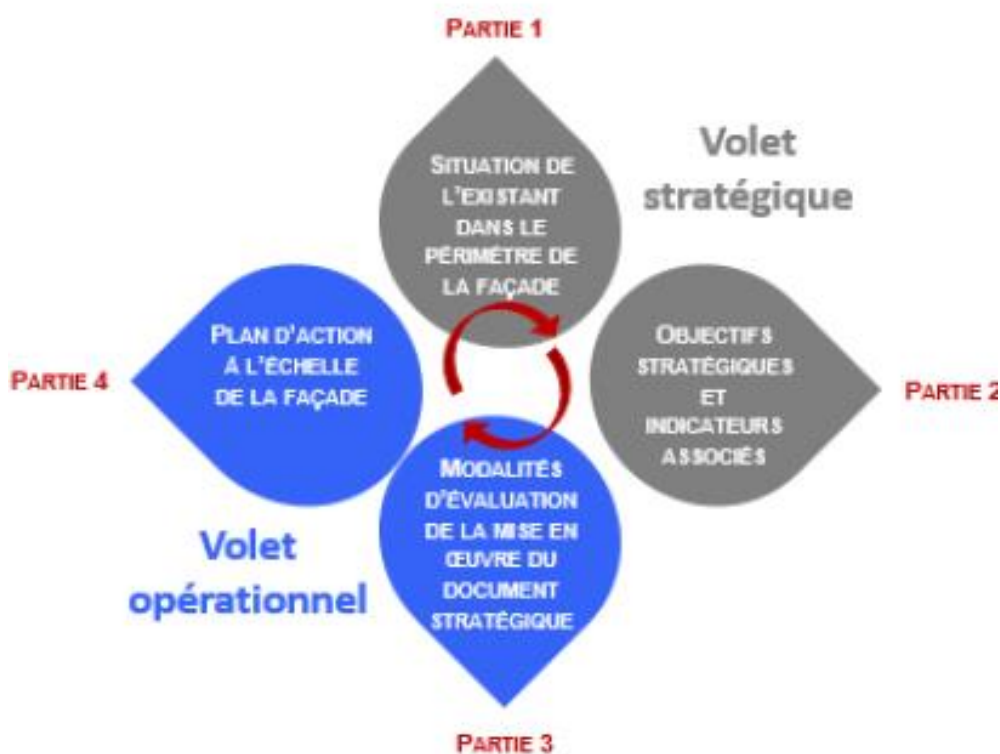 PARTIE 1
Volet
stratégique
SITUATION DE
L'EXISTANT
DANS LE
PÉRIMÉTRE DE
LA FAÇADE
PARTIE 2
OBJECTIFS
STRATÉGIQUES
ET
INDICATEURS
ASSOCIÉS
PARTIE 3
MODALITÉS
D'ÉVALUATION
DE LA MISE EN
ŒUVRE DU
DOCUMENT
STRATÉGIQUE
PARTIE 4
PLAN D'ACTION
À L'ÉCHELLE
DE LA FAÇADE
Volet
opérationnel